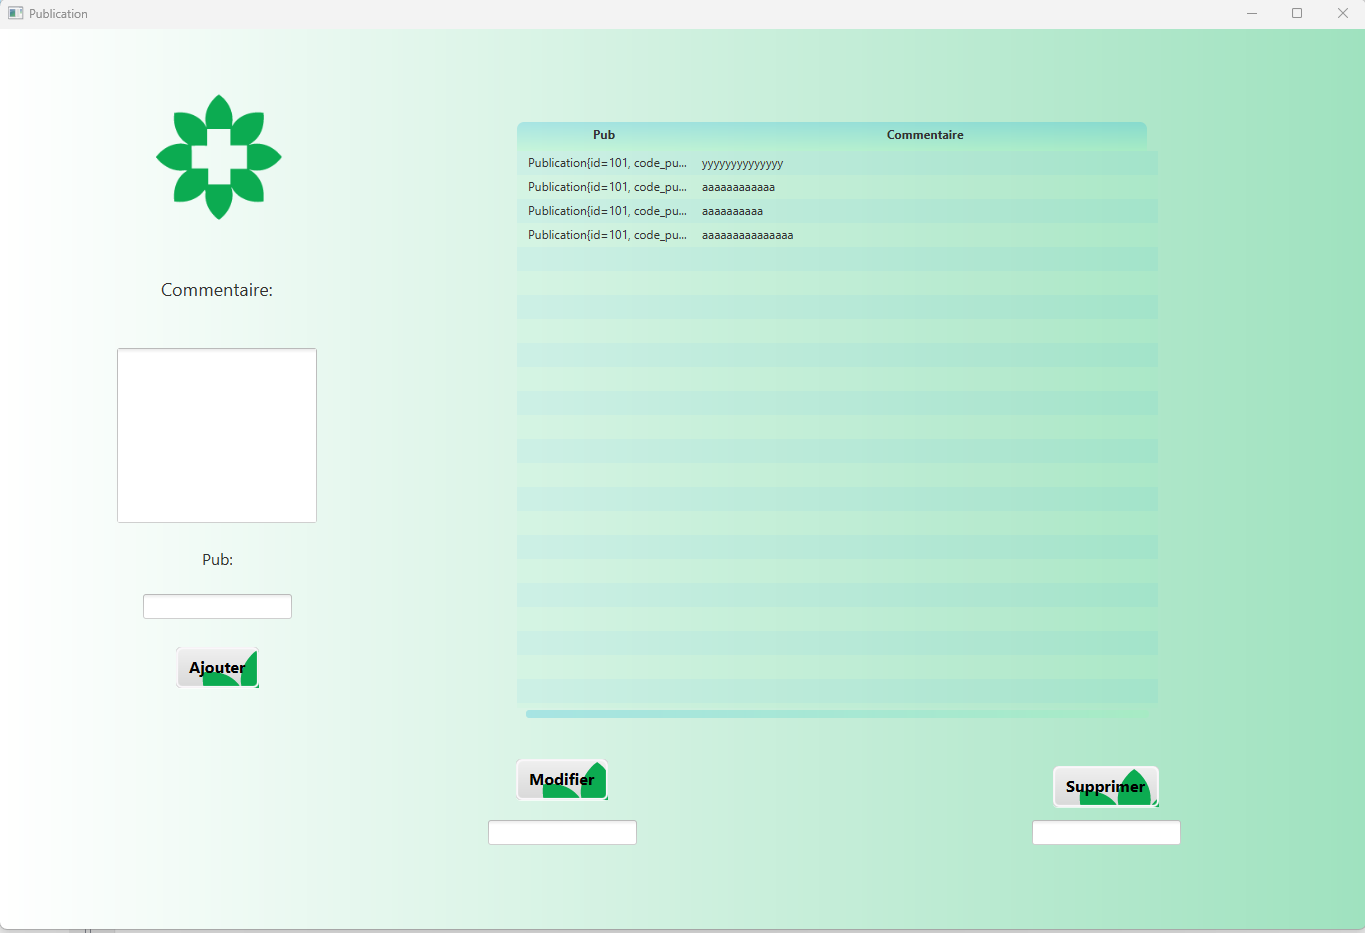 Publication
Commentaire:
Pub:
Ajouter
Pub Commentaire
Publication{id=101, code_pu... yyyyyyyyyyyyyy
Publication{id=101, code_pu... aaaaaaaaaaaa
Publication{id=101, code_pu... aaaaaaaaaa
Publication{id=101, code_pu... aaaaaaaaaaaaaaa
Modifier
Supprimer